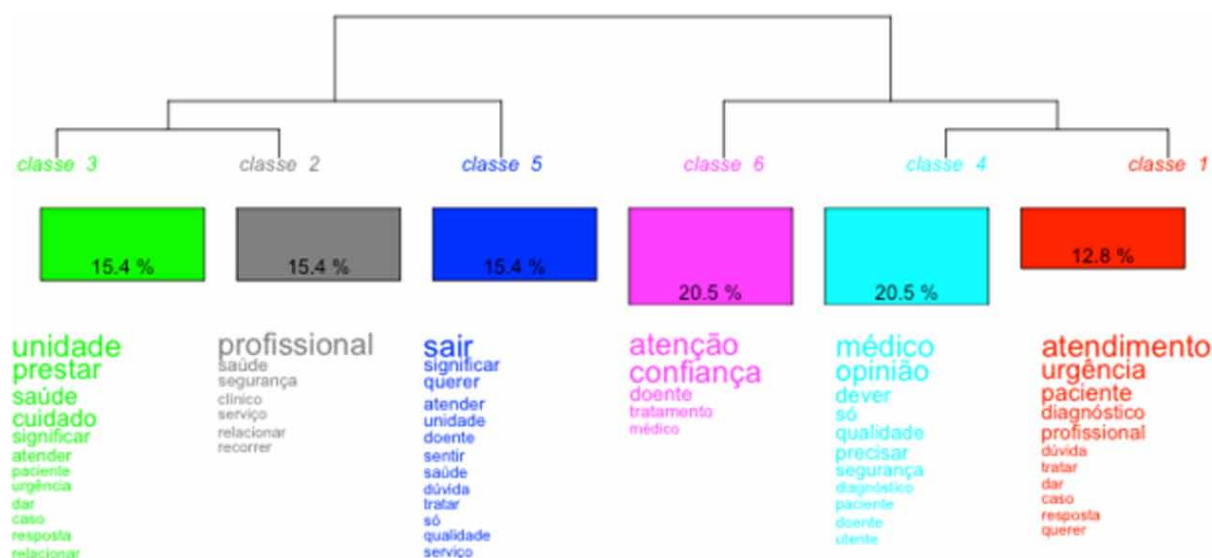 classe 3 classe 2 classe 5 classe 6 classe 4 classe 1
15.4 % 15.4 % 15.4 % 20.5 % 20.5 % 12.8 %
unidade
prestar
saúde
cuidado
significar
atender
paciente
urgência
dar
caso
resposta
relacionar
profissional
saúde
segurança
clínico
serviço
relacionar
recorrer
sair
significar
querer
atender
unidade
doente
sentir
saúde
dúvida
tratar
só
qualidade
serviço
atenção
confiança
doente
tratamento
médico
médico
opinião
dever
só
qualidade
precisar
segurança
diagnóstico
paciente
doente
utente
atendimento
urgência
paciente
diagnóstico
profissional
dúvida
tratar
dar
caso
resposta
querer